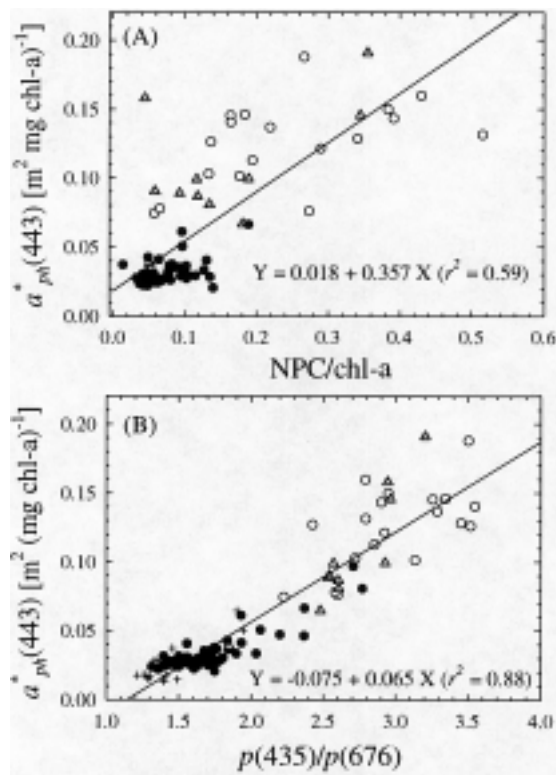 0.20
(A)
0.15
0.10
0.05
0.00
a*ph(443) [m² mg chl-a)⁻¹]
Y = 0.018 + 0.357 X (r² = 0.59)
0.0 0.1 0.2 0.3 0.4 0.5 0.6
NPC/chl-a
0.20
(B)
0.15
0.10
0.05
0.00
a*ph(443) [m² (mg chl-a)⁻¹]
Y = -0.075 + 0.065 X (r² = 0.88)
1.0 1.5 2.0 2.5 3.0 3.5 4.0
p(435)/p(676)